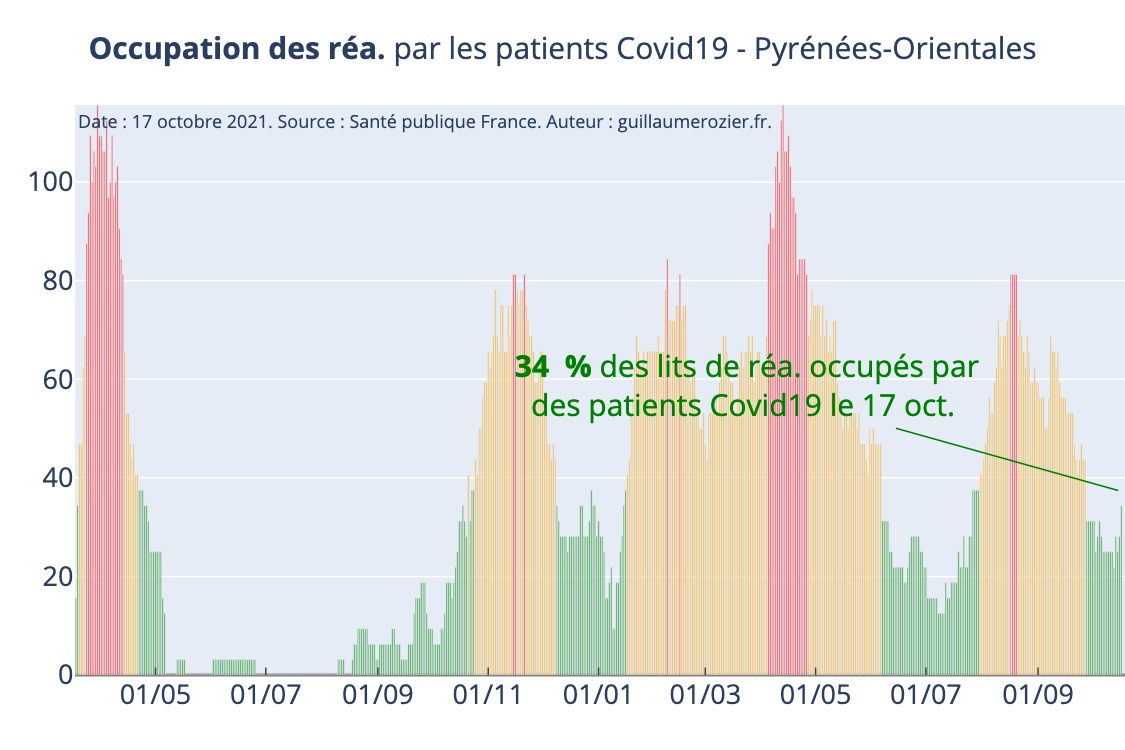 Occupation des réa. par les patients Covid19 - Pyrénées-Orientales
Date : 17 octobre 2021. Source : Santé publique France. Auteur : guillaumerozier.fr.
100
80
60
40
20
0
34 % des lits de réa. occupés par
des patients Covid19 le 17 oct.
01/05 01/07 01/09 01/11 01/01 01/03 01/05 01/07 01/09